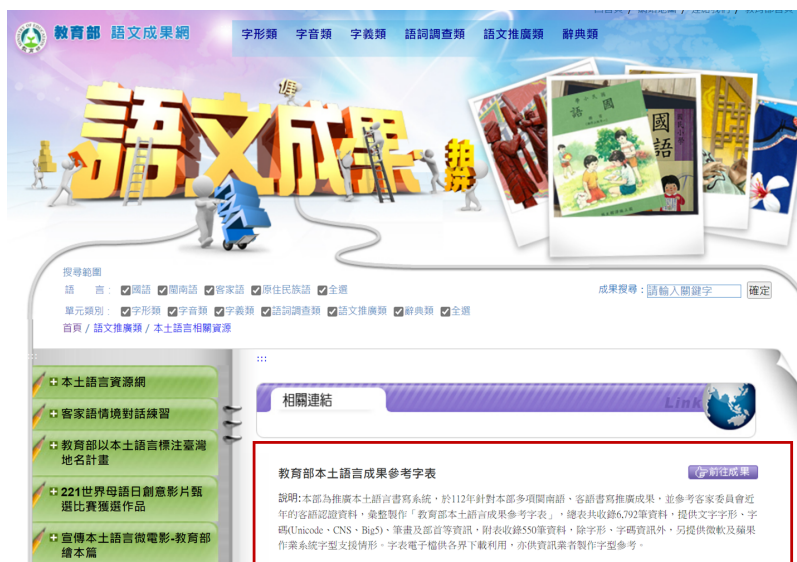 教育部 語文成果網
字形類 字音類 字義類 語詞調查類 語文推廣類 辭典類
語文成果
國語
國語
搜尋範圍
語 言: 國語 閩南語 客家語 原住民族語 全選
成果搜尋: 請輸入關鍵字 確定
單元類別: 字形類 字音類 字義類 語詞調查類 語文推廣類 辭典類 全選
首頁 / 語文推廣類 / 本土語言相關資源
本土語言資源網
客家語情境對話練習
教育部以本土語言標注臺灣
地名計畫
221世界母語日創意影片甄
選比賽獲選作品
宣傳本土語言微電影-教育部
繪本篇
:::
相關連結
Link
教育部本土語言成果參考字表
前往成果
說明:本部為推廣本土語言書寫系統,於112年針對本部多項閩南語、客語書寫推廣成果,並參考客家委員會近
年的客語認證資料,彙整製作「教育部本土語言成果參考字表」,總表共收錄6,792筆資料,提供文字字形、字
碼(Unicode、CNS、Big5)、筆畫及部首等資訊,附表收錄550筆資料,除字形、字碼資訊外,另提供微軟及蘋果
作業系統字型支援情形。字表電子檔供各界下載利用,亦供資訊業者製作字型參考。